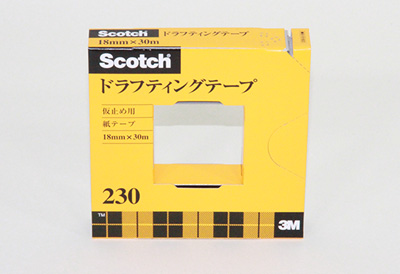 Scotch
18mm×30m
Scotch
ドラフティングテープ
仮止め用
紙テープ
18mm×30m
230
TM
3M